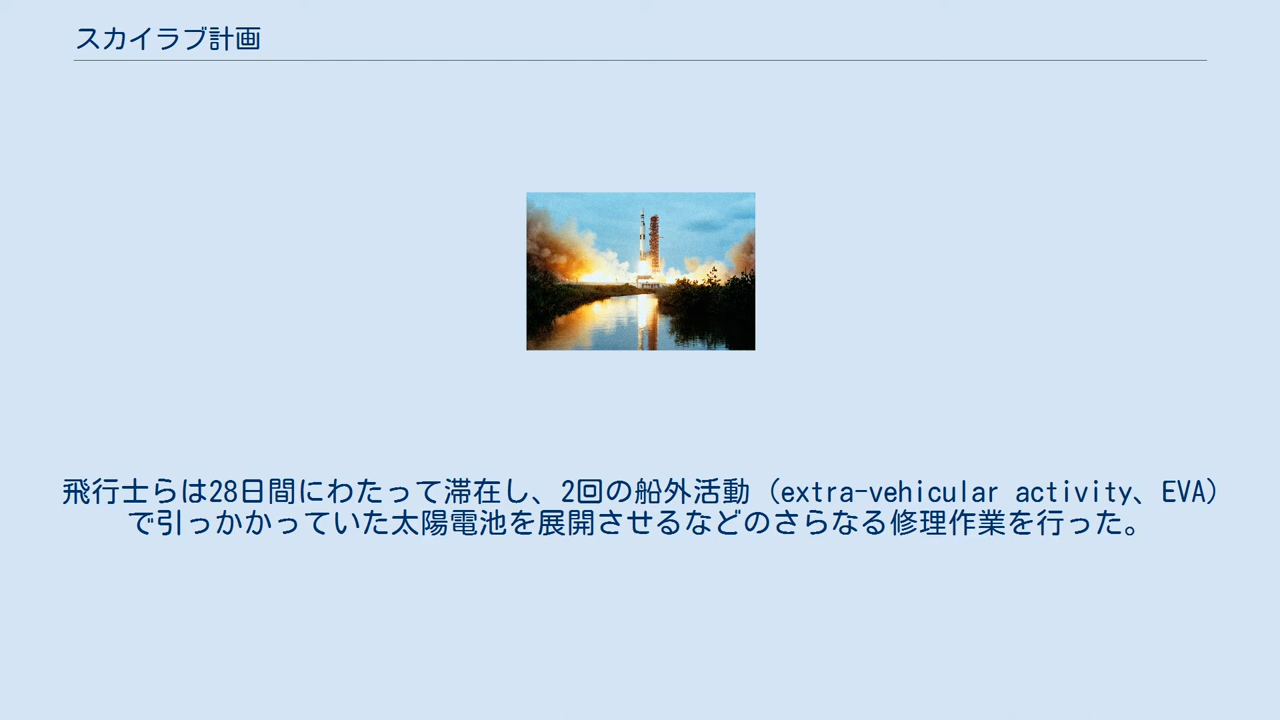 スカイラブ計画
飛行士らは28日間にわたって滞在し、2回の船外活動（extra-vehicular activity、EVA）
で引っかかっていた太陽電池を展開させるなどのさらなる修理作業を行った。